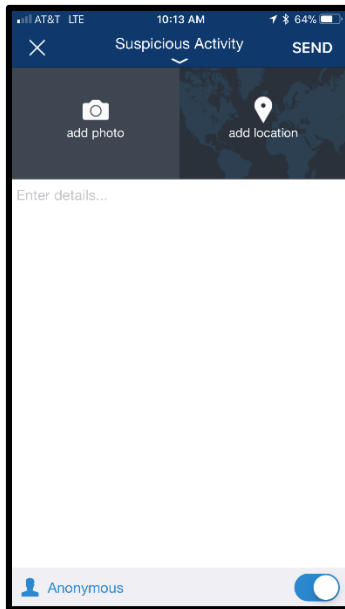 AT&T LTE 10:13 AM 64%
Suspicious Activity SEND
add photo add location
Enter details...
Anonymous